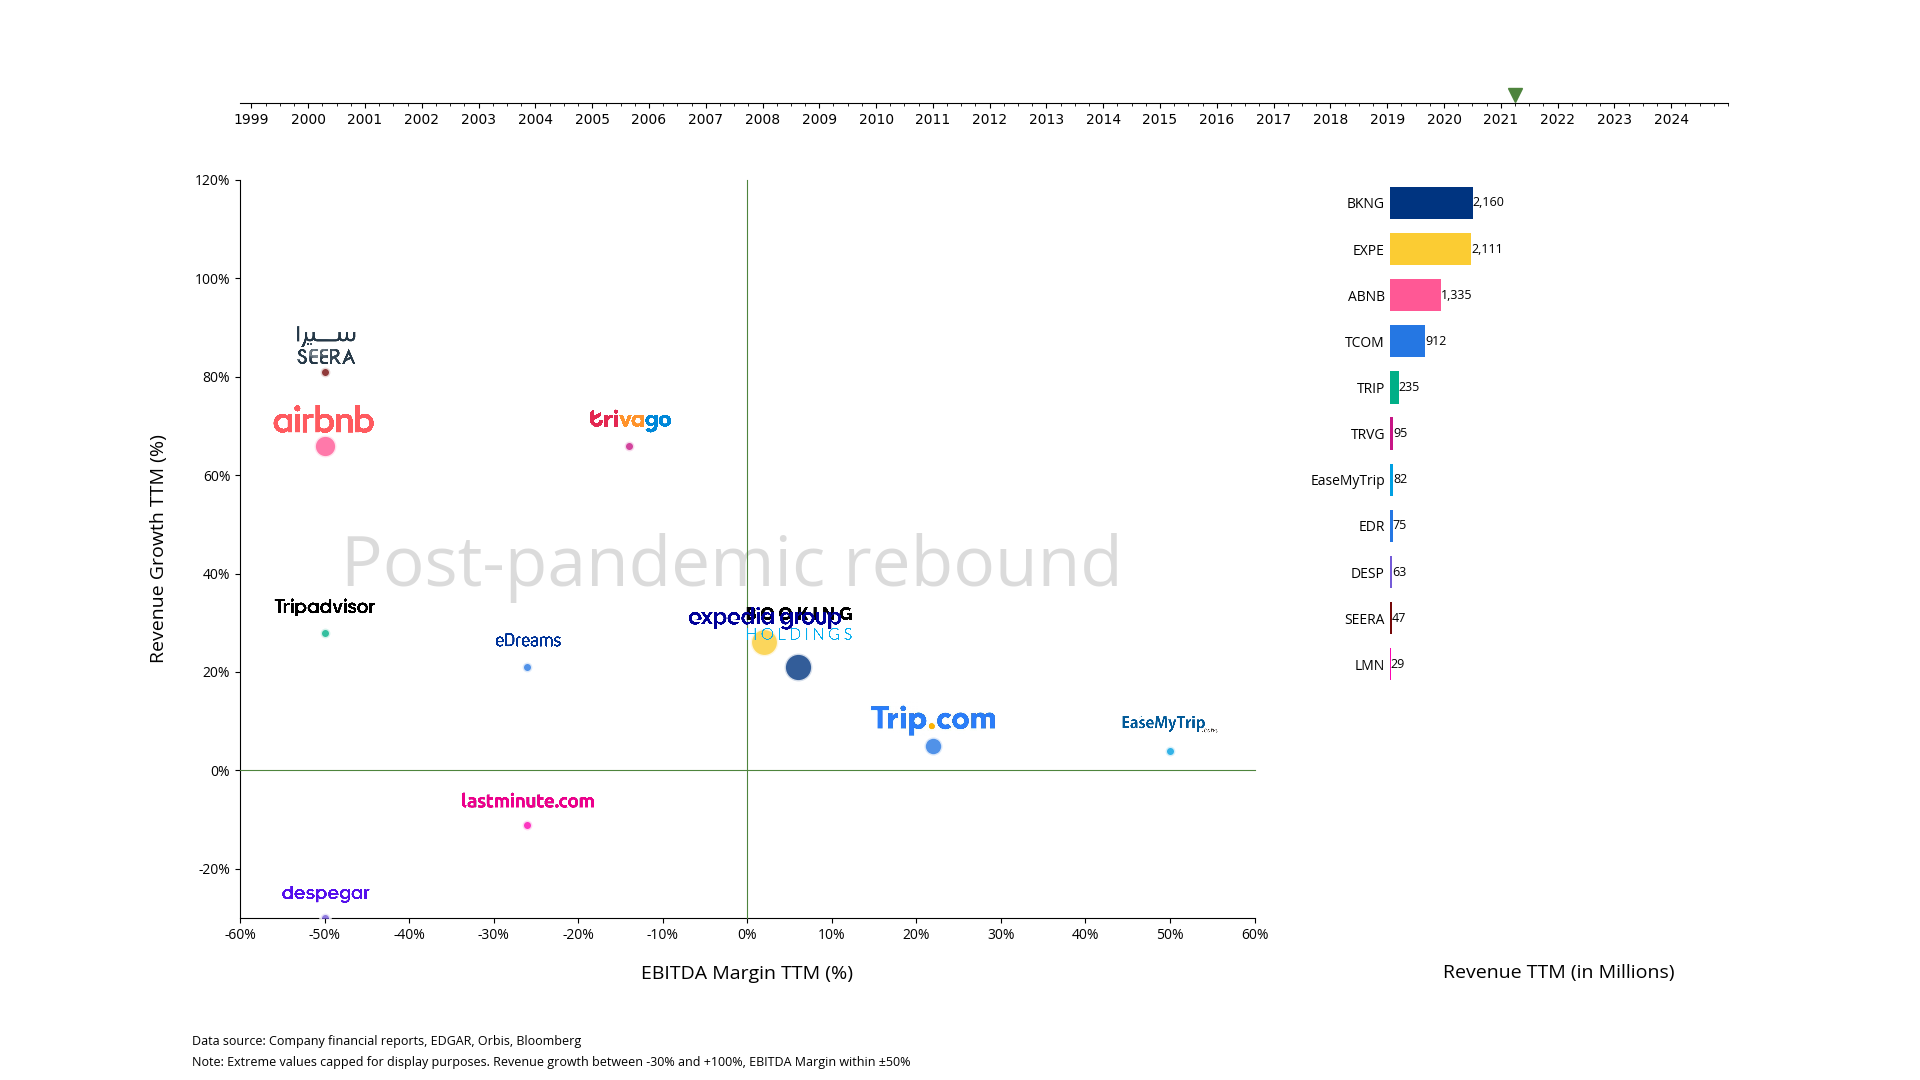 1999 2000 2001 2002 2003 2004 2005 2006 2007 2008 2009 2010 2011 2012 2013 2014 2015 2016 2017 2018 2019 2020 2021 2022 2023 2024
Revenue Growth TTM (%)
120%
100%
80%
60%
40%
20%
0%
-20%
سيرا
SEERA
airbnb
trivago
Post-pandemic rebound
Tripadvisor
eDreams
expedia group
BOOKING
HOLDINGS
Trip.com
EaseMyTrip
lastminute.com
despegar
-60% -50% -40% -30% -20% -10% 0% 10% 20% 30% 40% 50% 60%
EBITDA Margin TTM (%)
BKNG 2,160
EXPE 2,111
ABNB 1,335
TCOM 912
TRIP 235
TRVG 95
EaseMyTrip 82
EDR 75
DESP 63
SEERA 47
LMN 29
Revenue TTM (in Millions)
Data source: Company financial reports, EDGAR, Orbis, Bloomberg
Note: Extreme values capped for display purposes. Revenue growth between -30% and +100%, EBITDA Margin within ±50%